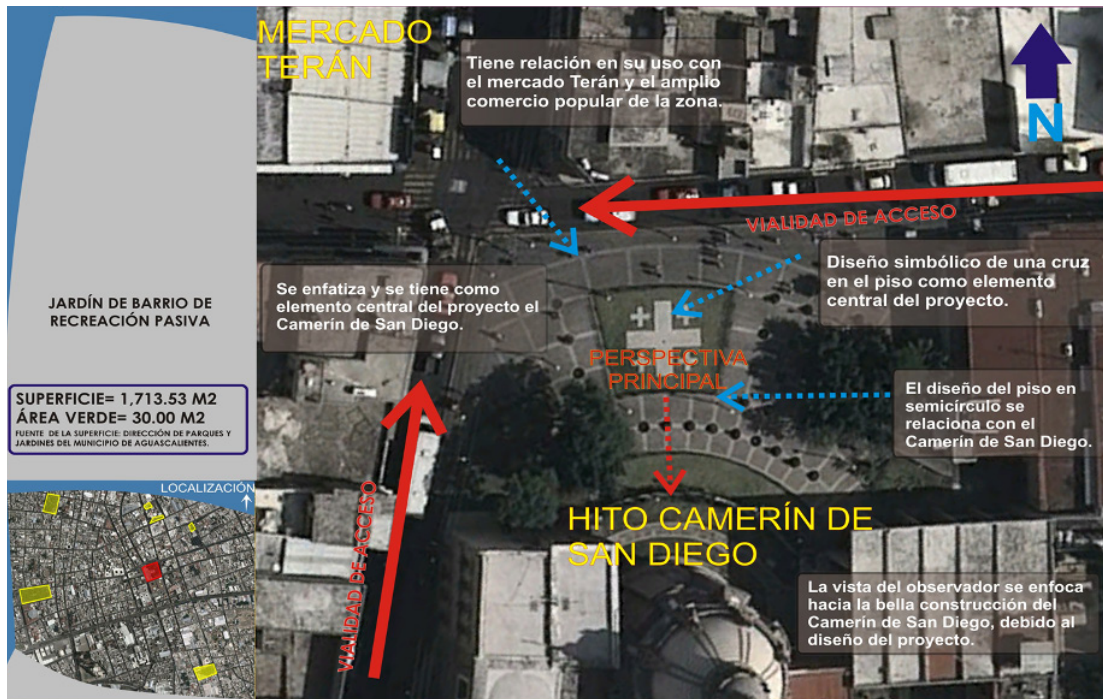 JARDÍN DE BARRIO DE
RECREACIÓN PASIVA
SUPERFICIE= 1,713.53 M2
ÁREA VERDE= 30.00 M2
FUENTE DE LA SUPERFICIE: DIRECCIÓN DE PARQUES Y
JARDINES DEL MUNICIPIO DE AGUASCALIENTES.
LOCALIZACIÓN
MERCADO
TERÁN
Tiene relación en su uso con
el mercado Terán y el amplio
comercio popular de la zona.
N
VIALIDAD DE ACCESO
Se enfatiza y se tiene como
elemento central del proyecto el
Camerín de San Diego.
Diseño simbólico de una cruz
en el piso como elemento
central del proyecto.
PERSPECTIVA
PRINCIPAL
El diseño del piso en
semicírculo se
relaciona con el
Camerín de San Diego.
VIALIDAD DE ACCESO
HITO CAMERÍN DE
SAN DIEGO
La vista del observador se enfoca
hacia la bella construcción del
Camerín de San Diego, debido al
diseño del proyecto.